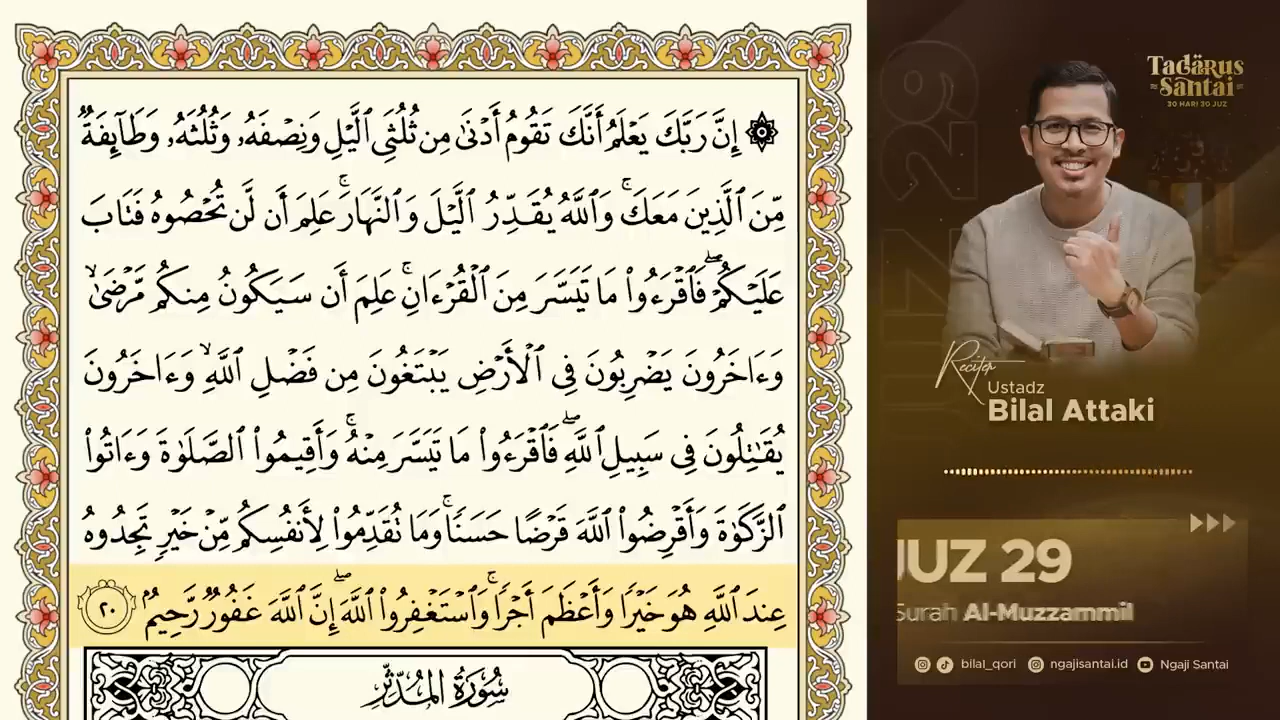 ۞ إِنَّ رَبَّكَ يَعْلَمُ أَنَّكَ تَقُومُ أَدْنَىٰ مِن ثُلُثَىِ ٱلَّيْلِ وَنِصْفَهُۥ وَثُلُثَهُۥ وَطَآئِفَةٌ
مِّنَ ٱلَّذِينَ مَعَكَ ۚ وَٱللَّهُ يُقَدِّرُ ٱلَّيْلَ وَٱلنَّهَارَ ۚ عَلِمَ أَن لَّن تُحْصُوهُ فَتَابَ
عَلَيْكُمْ ۖ فَٱقْرَءُوا۟ مَا تَيَسَّرَ مِنَ ٱلْقُرْءَانِ ۚ عَلِمَ أَن سَيَكُونُ مِنكُم مَّرْضَىٰ ۙ
وَءَاخَرُونَ يَضْرِبُونَ فِى ٱلْأَرْضِ يَبْتَغُونَ مِن فَضْلِ ٱللَّهِ ۙ وَءَاخَرُونَ
يُقَـٰتِلُونَ فِى سَبِيلِ ٱللَّهِ ۖ فَٱقْرَءُوا۟ مَا تَيَسَّرَ مِنْهُ ۚ وَأَقِيمُوا۟ ٱلصَّلَوٰةَ وَءَاتُوا۟
ٱلزَّكَوٰةَ وَأَقْرِضُوا۟ ٱللَّهَ قَرْضًا حَسَنًا ۚ وَمَا تُقَدِّمُوا۟ لِأَنفُسِكُم مِّنْ خَيْرٍ تَجِدُوهُ
عِندَ ٱللَّهِ هُوَ خَيْرًا وَأَعْظَمَ أَجْرًا ۚ وَٱسْتَغْفِرُوا۟ ٱللَّهَ ۖ إِنَّ ٱللَّهَ غَفُورٌ رَّحِيمٌۢ ٢٠
سُورَةُ المُدَّثِّرِ
JUZ 29
Tadarus
Santai
30 HARI 30 JUZ
Reciter
Ustadz
Bilal Attaki
JUZ 29
Surah Al-Muzzammil
bilal_qori ngajisantai.id Ngaji Santai